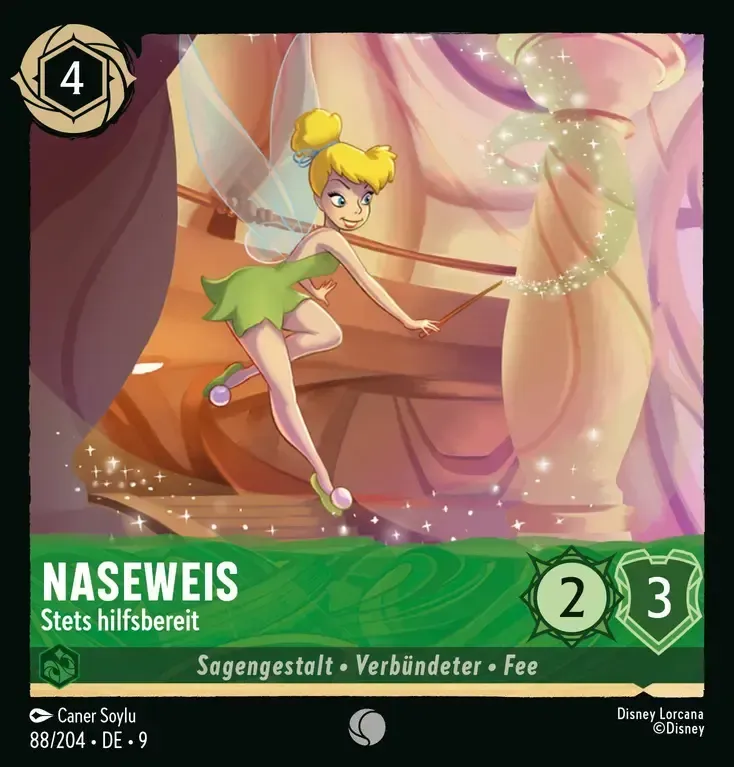 4
NASEWEIS
Stets hilfsbereit
2
3
Sagengestalt • Verbündeter • Fee
Caner Soylu
88/204 • DE • 9
Disney Lorcana
©Disney